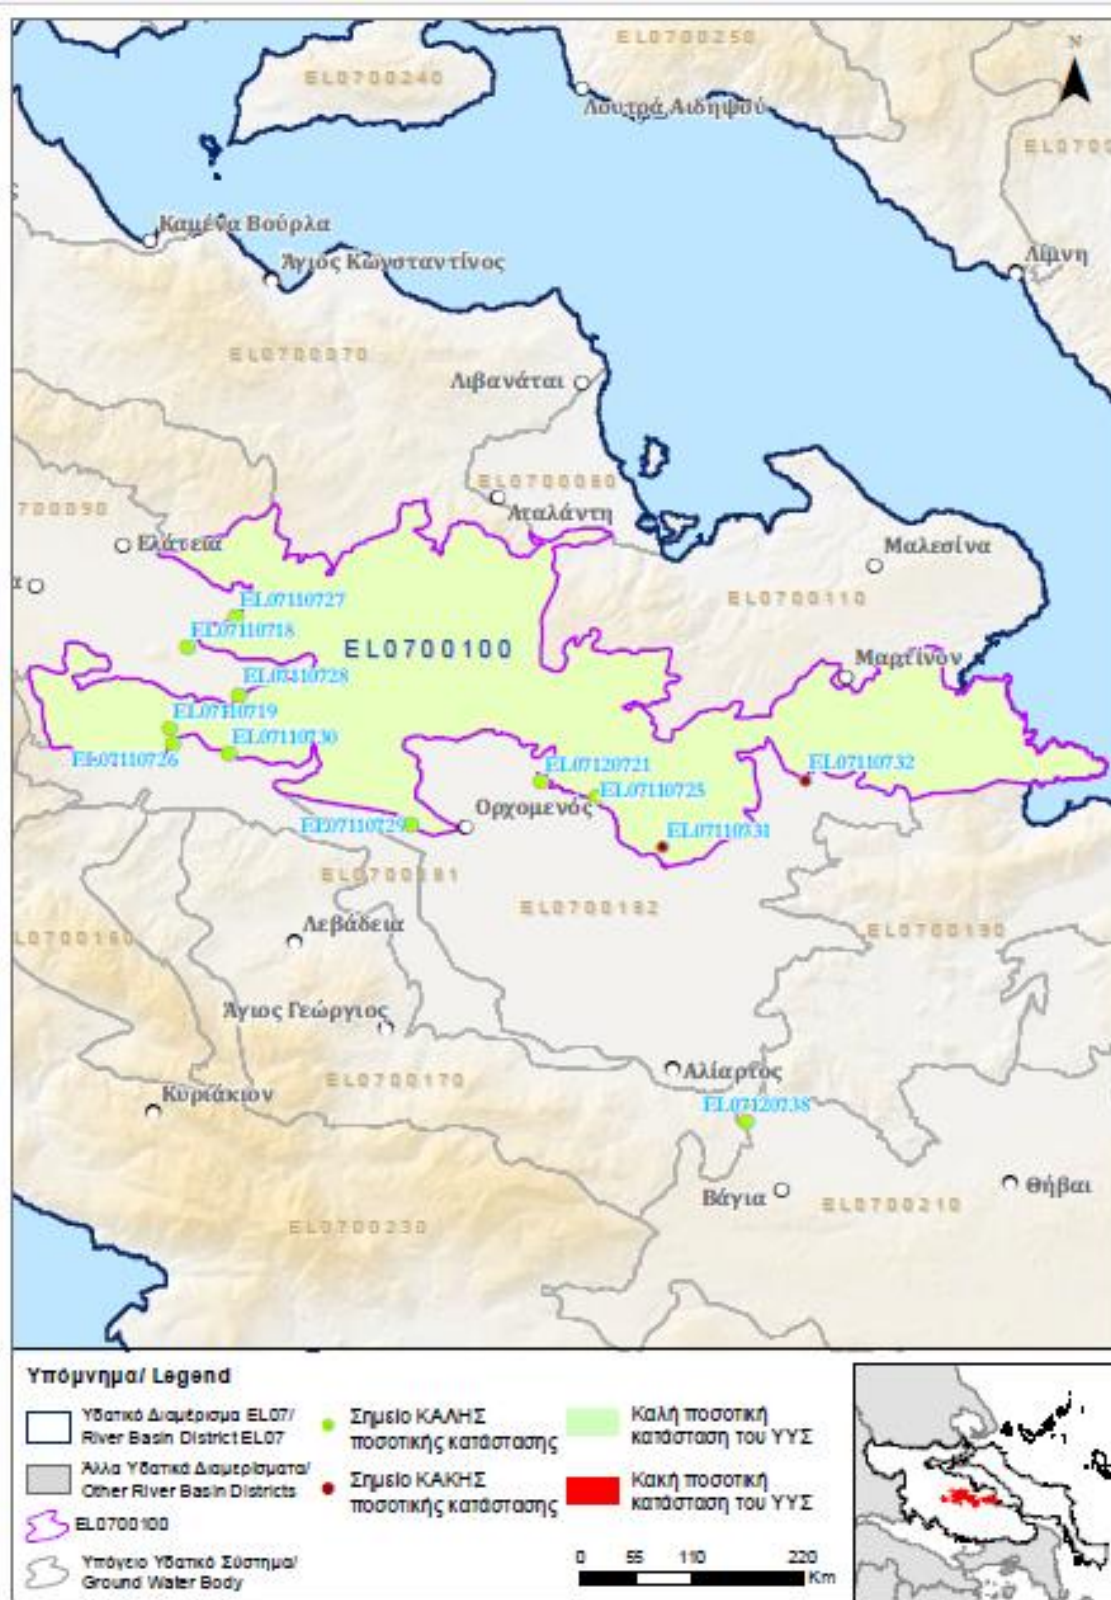 EL0700250
EL0700240
N
Λουτρά Αιδηψού
EL0700
ς
Καμένα Βούρλα
Άγιος Κωνσταντίνος
Λίμνη
EL0700070
Λιβανάται
EL0700080
Αταλάντη
700090
Ελάτεια
Μαλεσίνα
α
EL07110727
EL0700110
EL07110718
EL0700100
Μαρτίνον
EL07110728
EL07110719
EL07110730
EL07110726
EL07120721
EL07110732
EL07110725
Ορχομενός
EL07110729
EL07110731
EL0700181
EL0700182
Λεβάδεια
EL0700190
L0700160
Άγιος Γεώργιος
Αλίαρτος
EL0700170
Κυριάκιον
EL07120738
Θήβαι
Βάγια
EL0700210
EL0700230
Υπόμνημα/ Legend
Υδατικό Διαμέρισμα EL07/
River Basin District EL07
Άλλα Υδατικά Διαμερίσματα/
Other River Basin Districts
EL0700100
Υπόγειο Υδατικό Σύστημα/
Ground Water Body
Σημείο ΚΑΛΗΣ
ποσοτικής κατάστασης
Σημείο ΚΑΚΗΣ
ποσοτικής κατάστασης
Καλή ποσοτική
κατάσταση του ΥΥΣ
Κακή ποσοτική
κατάσταση του ΥΥΣ
0 55 110 220
Km